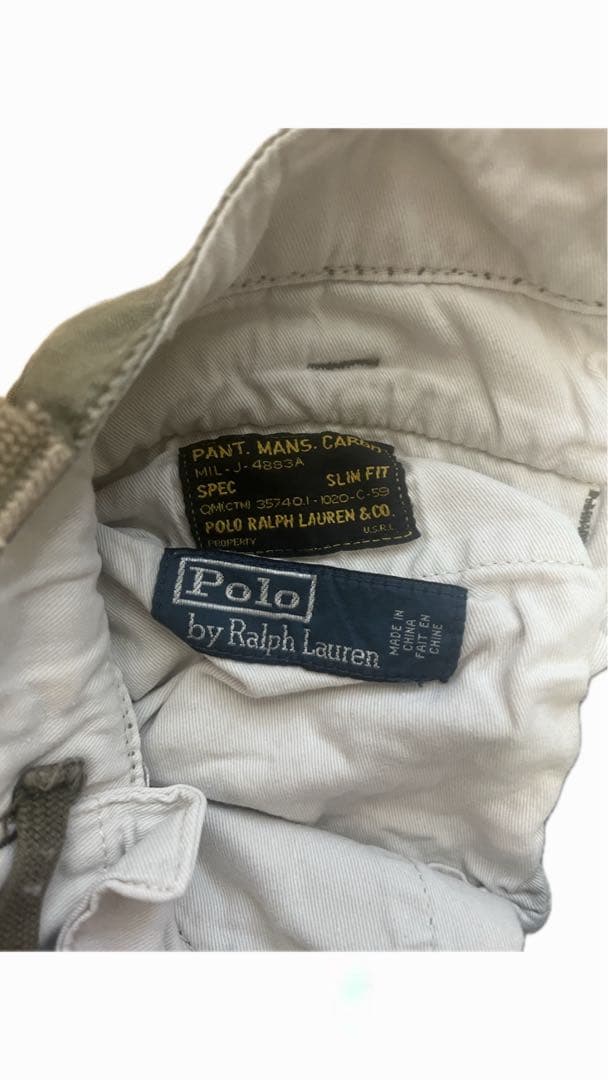 PANT. MANS. CARGO
MIL-J-4883A
SPEC SLIM FIT
QM(CTM) 35740.1-1020-C-59
POLO RALPH LAUREN & CO.
PROPERTY U.S.R.L.
Polo
by Ralph Lauren
MADE IN
CHINA
FAIT EN
CHINE